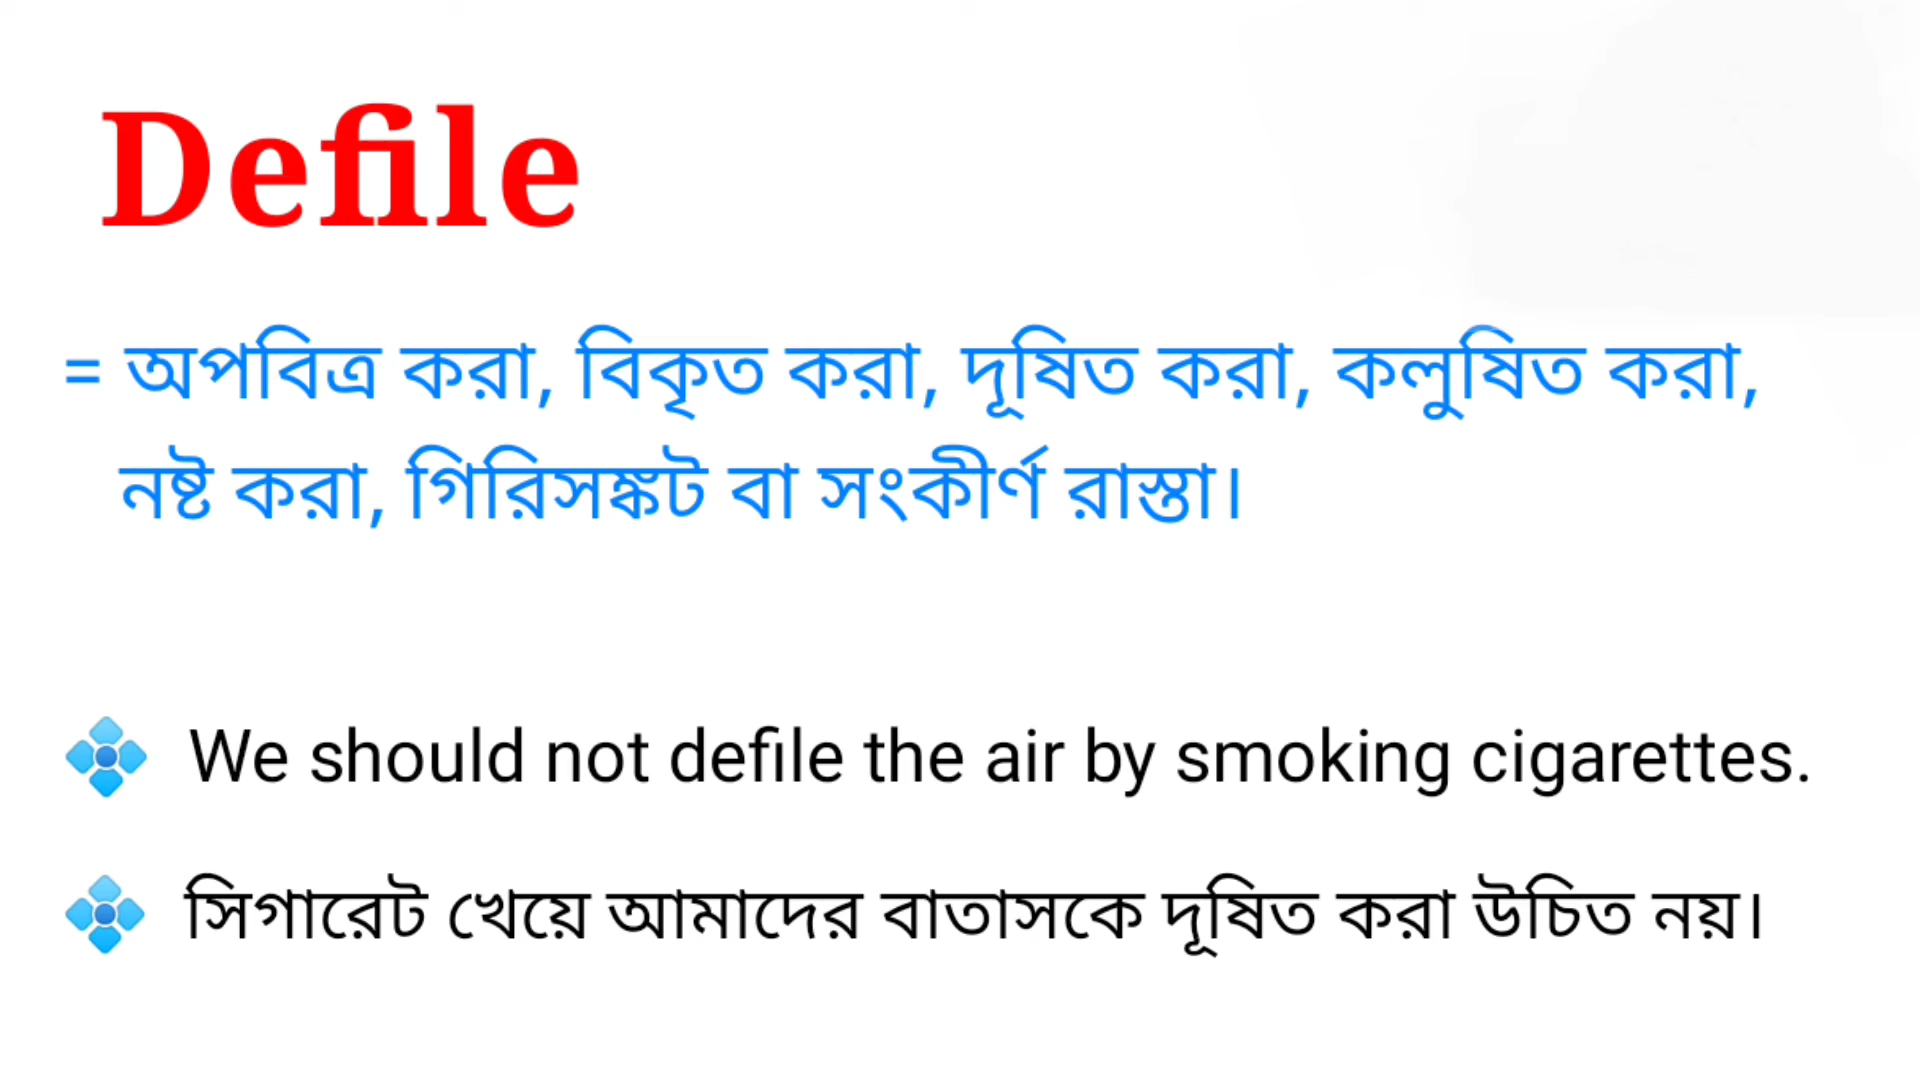 Defile
= অপবিত্র করা, বিকৃত করা, দূষিত করা, কলুষিত করা,
নষ্ট করা, গিরিসঙ্কট বা সংকীর্ণ রাস্তা।
We should not defile the air by smoking cigarettes.
সিগারেট খেয়ে আমাদের বাতাসকে দূষিত করা উচিত নয়।